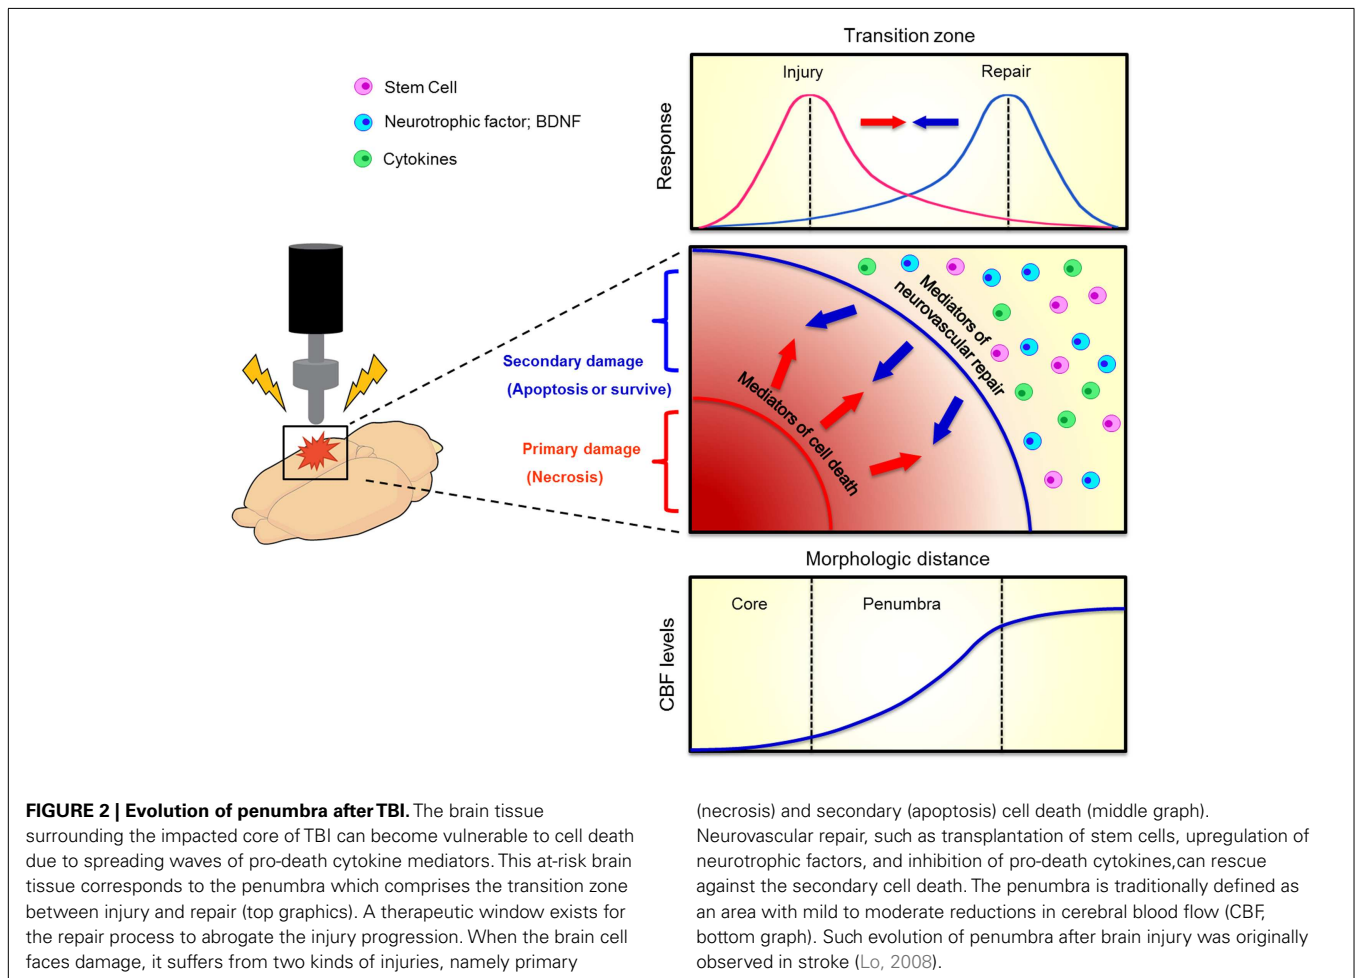 Transition zone
Injury
Repair
Response
Stem Cell
Neurotrophic factor; BDNF
Cytokines
Secondary damage
(Apoptosis or survive)
Primary damage
(Necrosis)
Mediators of
neurovascular repair
Mediators of cell death
Morphologic distance
Core
Penumbra
CBF levels
FIGURE 2 | Evolution of penumbra after TBI. The brain tissue
surrounding the impacted core of TBI can become vulnerable to cell death
due to spreading waves of pro-death cytokine mediators. This at-risk brain
tissue corresponds to the penumbra which comprises the transition zone
between injury and repair (top graphics). A therapeutic window exists for
the repair process to abrogate the injury progression. When the brain cell
faces damage, it suffers from two kinds of injuries, namely primary
(necrosis) and secondary (apoptosis) cell death (middle graph).
Neurovascular repair, such as transplantation of stem cells, upregulation of
neurotrophic factors, and inhibition of pro-death cytokines,can rescue
against the secondary cell death. The penumbra is traditionally defined as
an area with mild to moderate reductions in cerebral blood flow (CBF,
bottom graph). Such evolution of penumbra after brain injury was originally
observed in stroke (Lo, 2008).